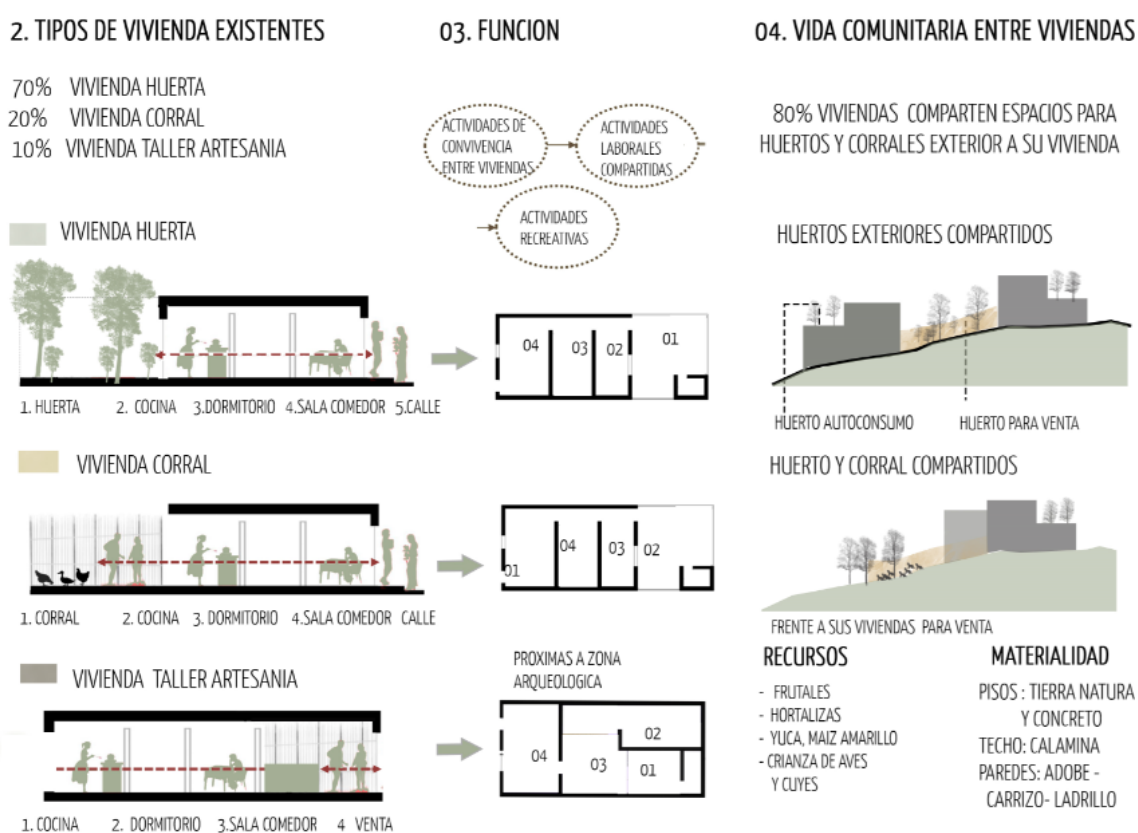 2. TIPOS DE VIVIENDA EXISTENTES
70% VIVIENDA HUERTA
20% VIVIENDA CORRAL
10% VIVIENDA TALLER ARTESANIA
VIVIENDA HUERTA
1. HUERTA 2. COCINA 3.DORMITORIO 4.SALA COMEDOR 5.CALLE
VIVIENDA CORRAL
1. CORRAL 2. COCINA 3. DORMITORIO 4.SALA COMEDOR CALLE
VIVIENDA TALLER ARTESANIA
1. COCINA 2. DORMITORIO 3.SALA COMEDOR 4 VENTA
03. FUNCION
ACTIVIDADES DE
CONVIVENCIA
ENTRE VIVIENDAS
ACTIVIDADES
LABORALES
COMPARTIDAS
ACTIVIDADES
RECREATIVAS
04 03 02 01
01 04 03 02
PROXIMAS A ZONA
ARQUEOLOGICA
04 03 02 01
04. VIDA COMUNITARIA ENTRE VIVIENDAS
80% VIVIENDAS COMPARTEN ESPACIOS PARA
HUERTOS Y CORRALES EXTERIOR A SU VIVIENDA
HUERTOS EXTERIORES COMPARTIDOS
HUERTO AUTOCONSUMO HUERTO PARA VENTA
HUERTO Y CORRAL COMPARTIDOS
FRENTE A SUS VIVIENDAS PARA VENTA
RECURSOS
- FRUTALES
- HORTALIZAS
- YUCA, MAIZ AMARILLO
- CRIANZA DE AVES
Y CUYES
MATERIALIDAD
PISOS : TIERRA NATURA
Y CONCRETO
TECHO: CALAMINA
PAREDES: ADOBE -
CARRIZO- LADRILLO